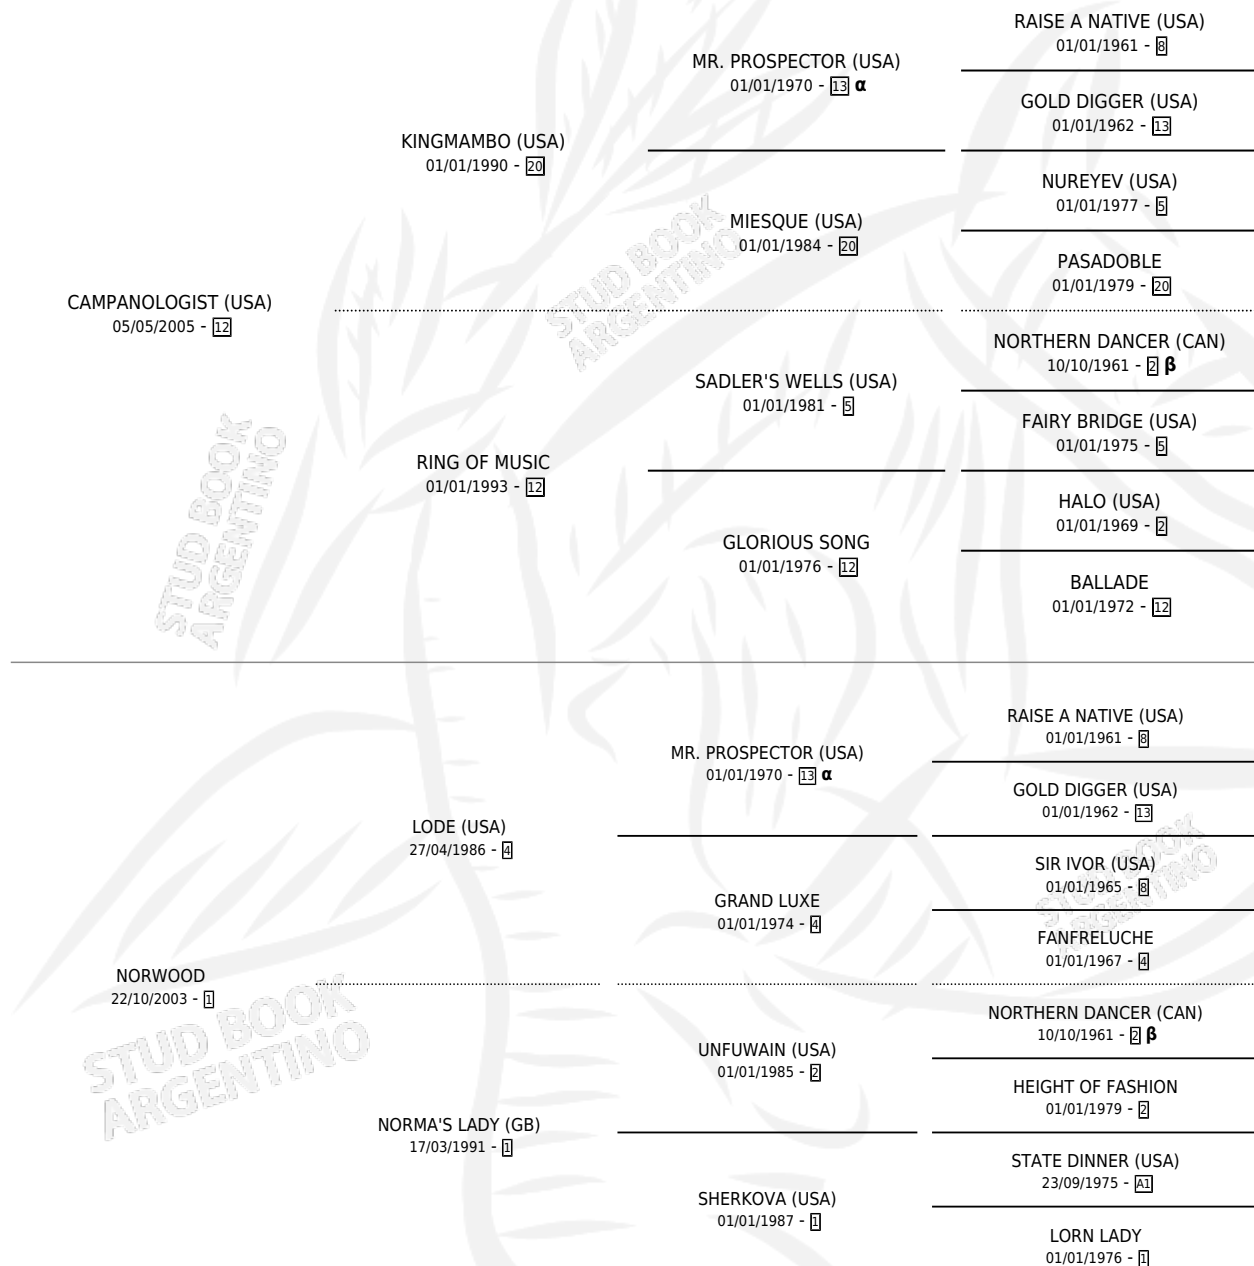 RAISE A NATIVE (USA)
01/01/1961 - 8
MR. PROSPECTOR (USA)
01/01/1970 - 13 α
GOLD DIGGER (USA)
01/01/1962 - 13
KINGMAMBO (USA)
01/01/1990 - 20
NUREYEV (USA)
01/01/1977 - 5
MIESQUE (USA)
01/01/1984 - 20
PASADOBLE
01/01/1979 - 20
CAMPANOLOGIST (USA)
05/05/2005 - 12
NORTHERN DANCER (CAN)
10/10/1961 - 2 β
SADLER'S WELLS (USA)
01/01/1981 - 5
FAIRY BRIDGE (USA)
01/01/1975 - 5
RING OF MUSIC
01/01/1993 - 12
HALO (USA)
01/01/1969 - 2
GLORIOUS SONG
01/01/1976 - 12
BALLADE
01/01/1972 - 12
RAISE A NATIVE (USA)
01/01/1961 - 8
MR. PROSPECTOR (USA)
01/01/1970 - 13 α
GOLD DIGGER (USA)
01/01/1962 - 13
LODE (USA)
27/04/1986 - 4
SIR IVOR (USA)
01/01/1965 - 8
GRAND LUXE
01/01/1974 - 4
FANFRELUCHE
01/01/1967 - 4
NORWOOD
22/10/2003 - 1
NORTHERN DANCER (CAN)
10/10/1961 - 2 β
UNFUWAIN (USA)
01/01/1985 - 2
HEIGHT OF FASHION
01/01/1979 - 2
NORMA'S LADY (GB)
17/03/1991 - 1
STATE DINNER (USA)
23/09/1975 - A1
SHERKOVA (USA)
01/01/1987 - 1
LORN LADY
01/01/1976 - 1
STUD BOOK
ARGENTINO
STUD BOOK
ARGENTINO
STUD BOOK
ARGENTINO
STUD BOOK
ARGENTINO